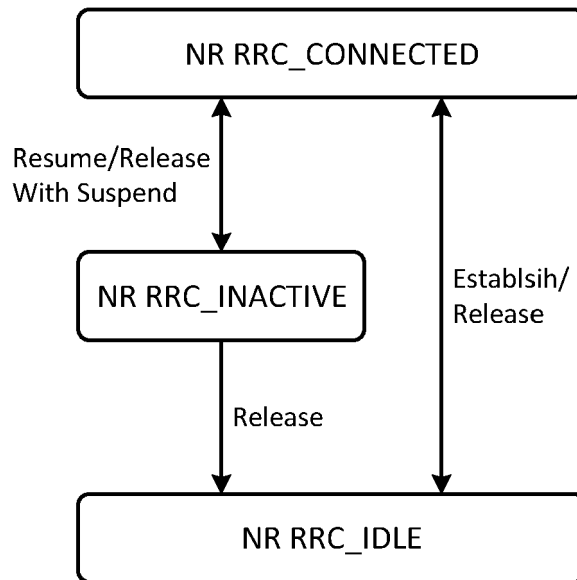 NR RRC_CONNECTED
Resume/Release
With Suspend
NR RRC_INACTIVE
Establsih/
Release
Release
NR RRC_IDLE